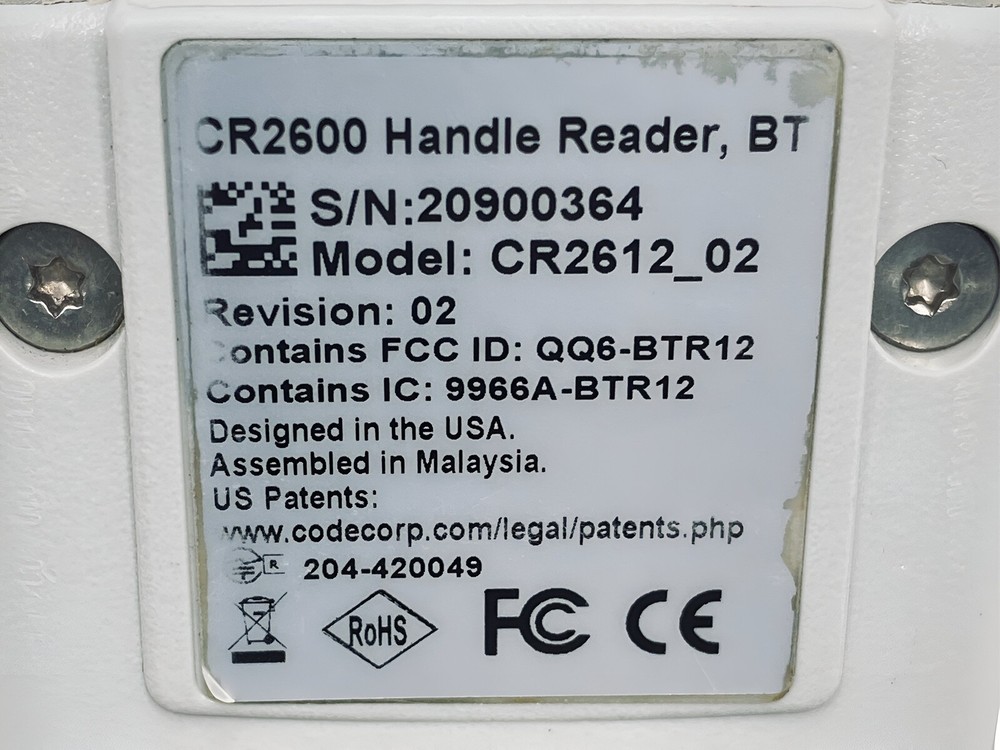 CR2600 Handle Reader, BT
S/N:20900364
Model: CR2612_02
Revision: 02
Contains FCC ID: QQ6-BTR12
Contains IC: 9966A-BTR12
Designed in the USA.
Assembled in Malaysia.
US Patents:
www.codecorp.com/legal/patents.php
R 204-420049
RoHS FC CE